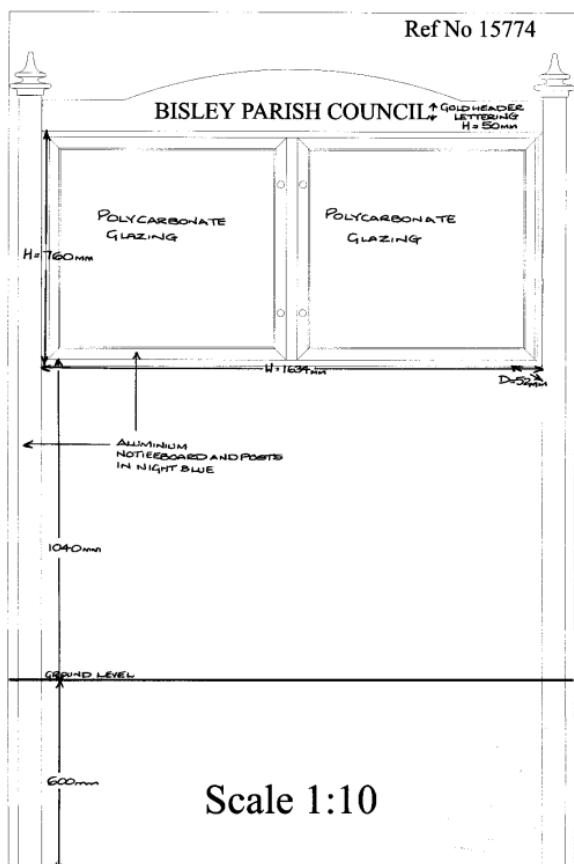 Ref No 15774
BISLEY PARISH COUNCIL
GOLD HEADER
LETTERING
H = 50mm
POLYCARBONATE
GLAZING
POLYCARBONATE
GLAZING
H = 760mm
W = 1634mm
D=52mm
ALUMINIUM
NOTICEBOARD AND POSTS
IN NIGHT BLUE
1040mm
GROUND LEVEL
600mm
Scale 1:10